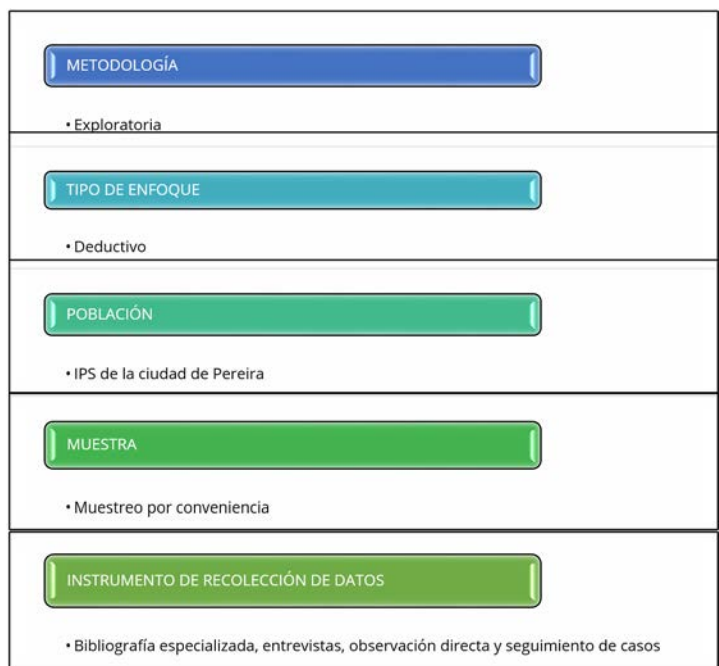 METODOLOGÍA
• Exploratoria
TIPO DE ENFOQUE
• Deductivo
POBLACIÓN
• IPS de la ciudad de Pereira
MUESTRA
• Muestreo por conveniencia
INSTRUMENTO DE RECOLECCIÓN DE DATOS
• Bibliografía especializada, entrevistas, observación directa y seguimiento de casos